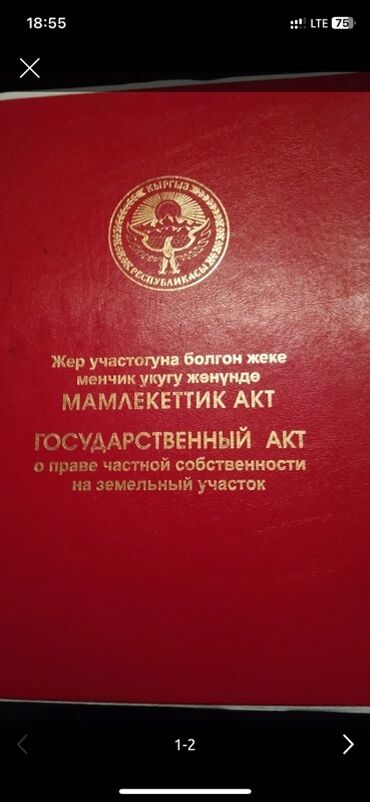 18:55
LTE 75
КЫРГЫЗ
РЕСПУБЛИКАСЫ
Жер участогуна болгон жеке
менчик укугу жөнүндө
МАМЛЕКЕТТИК АКТ
ГОСУДАРСТВЕННЫЙ АКТ
о праве частной собственности
на земельный участок
1-2